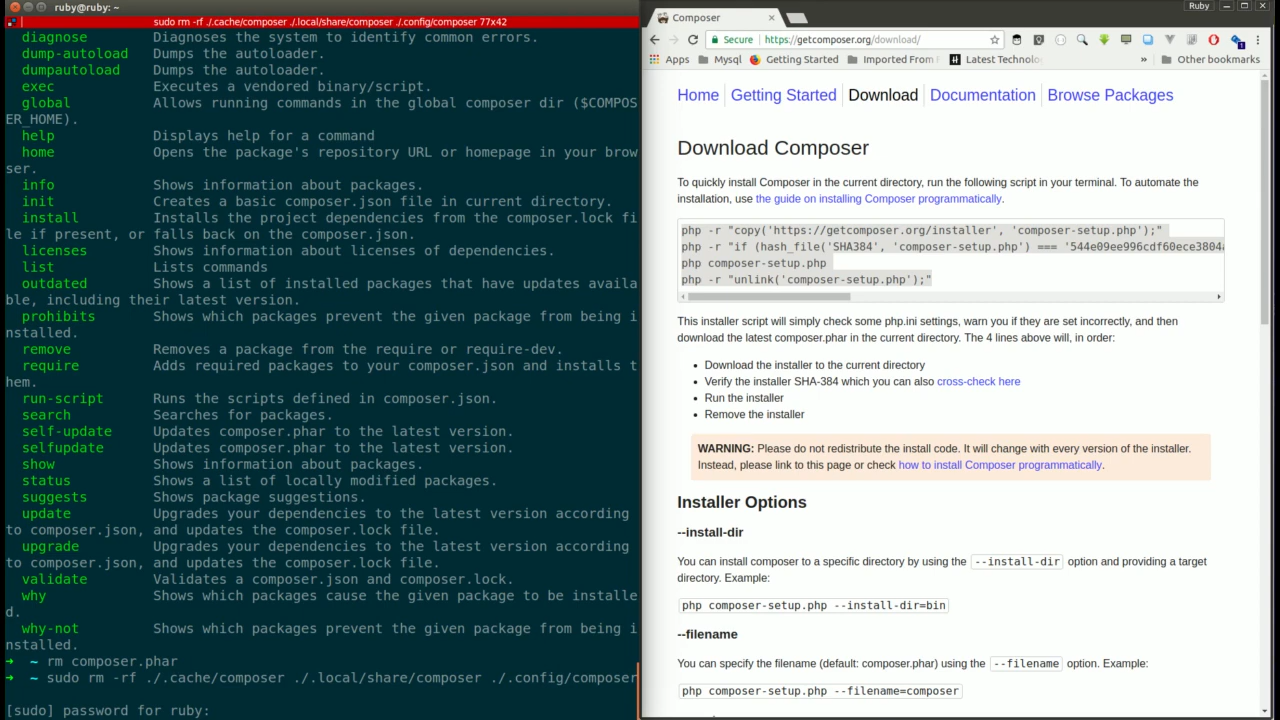 ruby@ruby: ~
sudo rm -rf ./.cache/composer ./.local/share/composer ./.config/composer 77x42
diagnose Diagnoses the system to identify common errors.
dump-autoload Dumps the autoloader.
dumpautoload Dumps the autoloader.
exec Executes a vendored binary/script.
global Allows running commands in the global composer dir ($COMPOS
ER_HOME).
help Displays help for a command
home Opens the package's repository URL or homepage in your brow
ser.
info Shows information about packages.
init Creates a basic composer.json file in current directory.
install Installs the project dependencies from the composer.lock fi
le if present, or falls back on the composer.json.
licenses Shows information about licenses of dependencies.
list Lists commands
outdated Shows a list of installed packages that have updates availa
ble, including their latest version.
prohibits Shows which packages prevent the given package from being i
nstalled.
remove Removes a package from the require or require-dev.
require Adds required packages to your composer.json and installs t
hem.
run-script Runs the scripts defined in composer.json.
search Searches for packages.
self-update Updates composer.phar to the latest version.
selfupdate Updates composer.phar to the latest version.
show Shows information about packages.
status Shows a list of locally modified packages.
suggests Shows package suggestions.
update Upgrades your dependencies to the latest version according
to composer.json, and updates the composer.lock file.
upgrade Upgrades your dependencies to the latest version according
to composer.json, and updates the composer.lock file.
validate Validates a composer.json and composer.lock.
why Shows which packages cause the given package to be installe
d.
why-not Shows which packages prevent the given package from being i
nstalled.
➜ ~ rm composer.phar
➜ ~ sudo rm -rf ./.cache/composer ./.local/share/composer ./.config/composer
[sudo] password for ruby:
Ruby
Composer
Secure https://getcomposer.org/download/
Apps Mysql Getting Started Imported From F Latest Technolo » Other bookmarks
Home Getting Started Download Documentation Browse Packages
Download Composer
To quickly install Composer in the current directory, run the following script in your terminal. To automate the
installation, use the guide on installing Composer programmatically.
php -r "copy('https://getcomposer.org/installer', 'composer-setup.php');"
php -r "if (hash_file('SHA384', 'composer-setup.php') === '544e09ee996cdf60ece3804a
php composer-setup.php
php -r "unlink('composer-setup.php');"
This installer script will simply check some php.ini settings, warn you if they are set incorrectly, and then
download the latest composer.phar in the current directory. The 4 lines above will, in order:
• Download the installer to the current directory
• Verify the installer SHA-384 which you can also cross-check here
• Run the installer
• Remove the installer
WARNING: Please do not redistribute the install code. It will change with every version of the installer.
Instead, please link to this page or check how to install Composer programmatically.
Installer Options
--install-dir
You can install composer to a specific directory by using the --install-dir option and providing a target
directory. Example:
php composer-setup.php --install-dir=bin
--filename
You can specify the filename (default: composer.phar) using the --filename option. Example:
php composer-setup.php --filename=composer